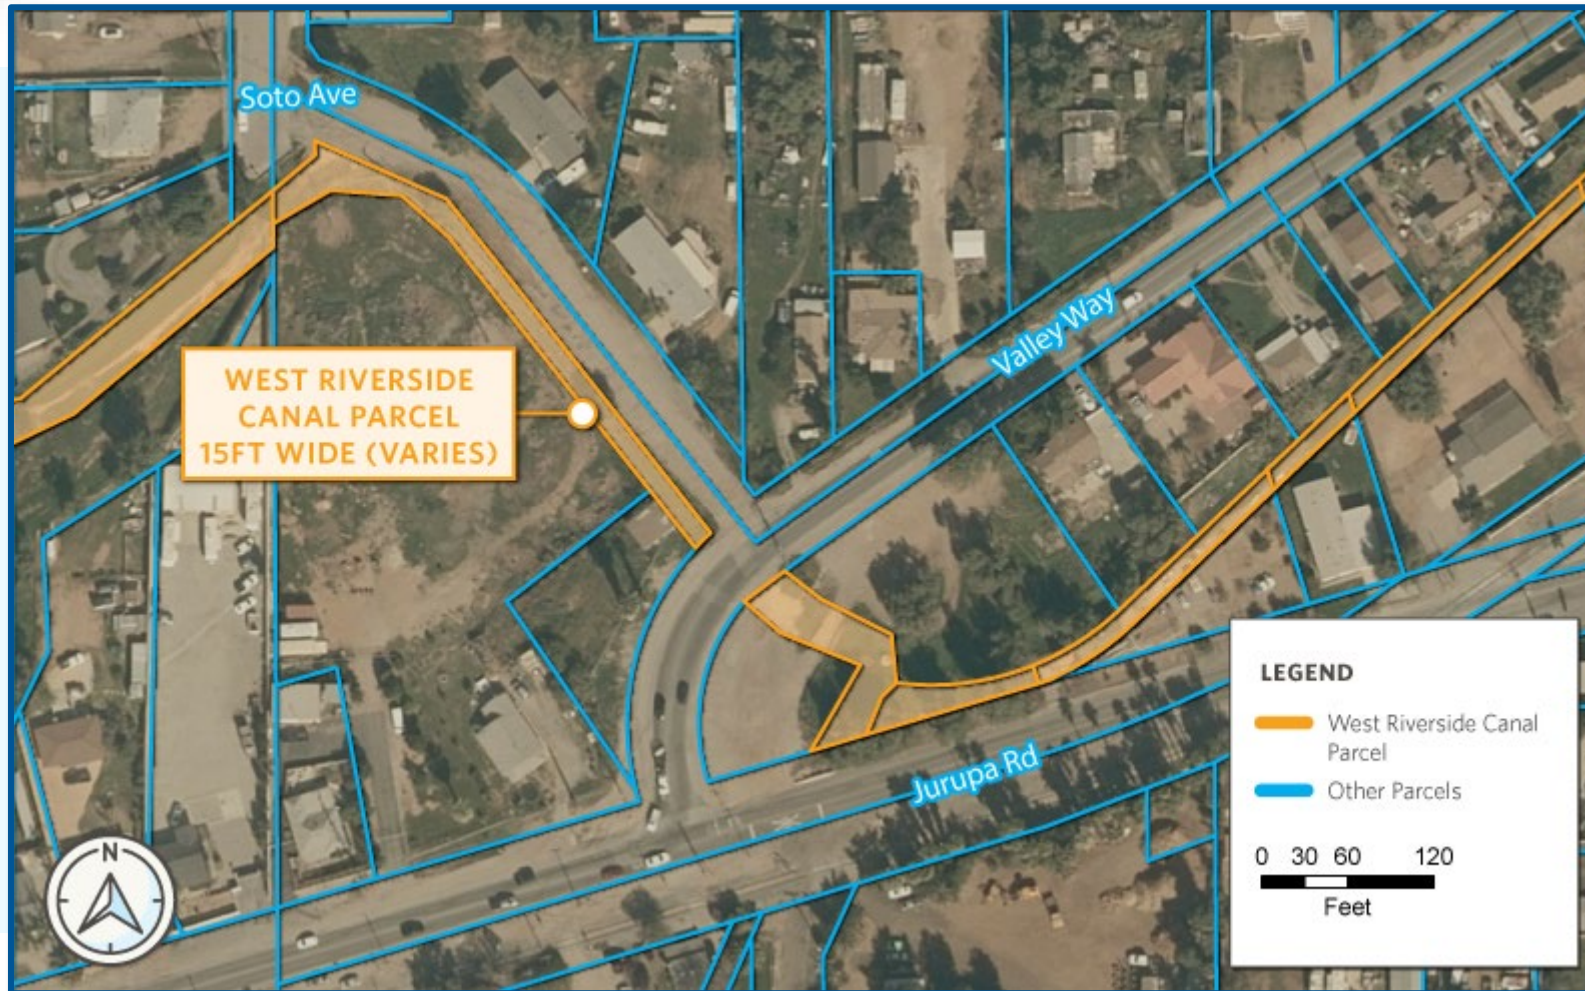 Soto Ave
Valley Way
WEST RIVERSIDE
CANAL PARCEL
15FT WIDE (VARIES)
Jurupa Rd
LEGEND
West Riverside Canal
Parcel
Other Parcels
0 30 60 120
Feet
N